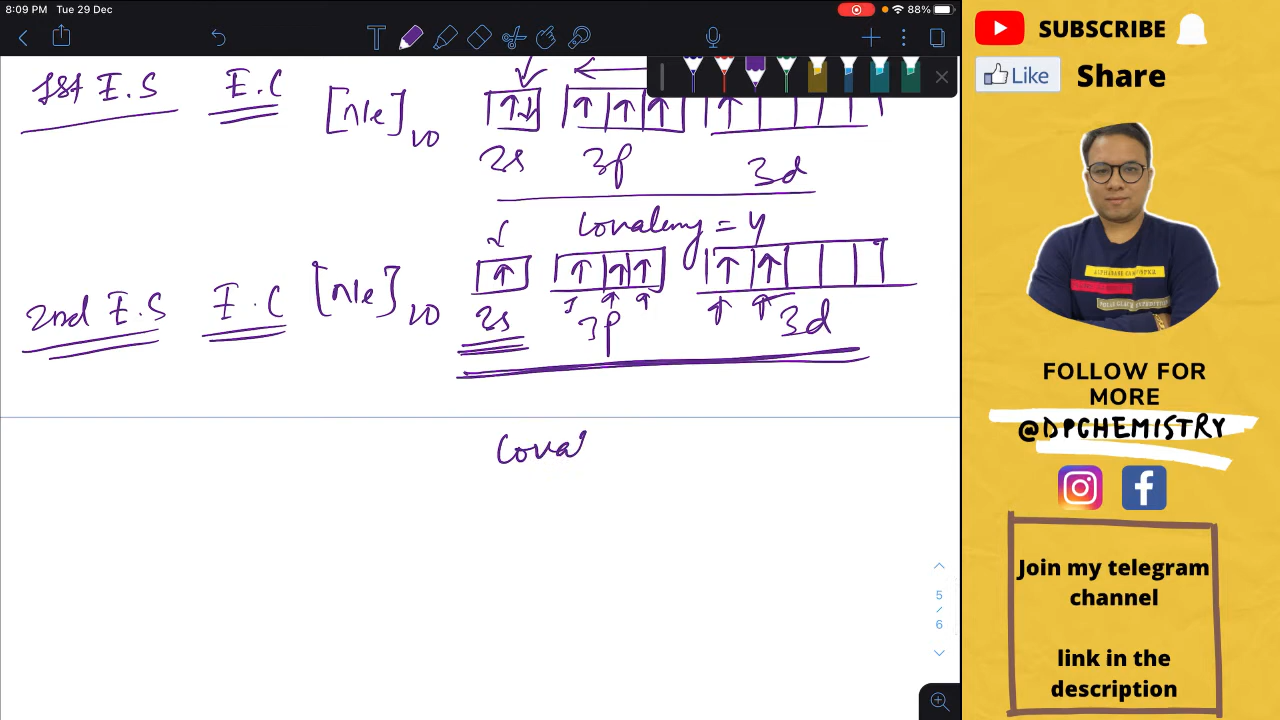 8:09 PM Tue 29 Dec
88%
1st E.S E.C [Ne]10
2s 3p 3d
Covalency = 4
2nd E.S E.C [Ne]10
2s 3p 3d
Cova
5
6
SUBSCRIBE
Like Share
ALPHABASE CAMP
FOLLOW FOR
MORE
@DPCHEMISTRY
Join my telegram
channel
link in the
description